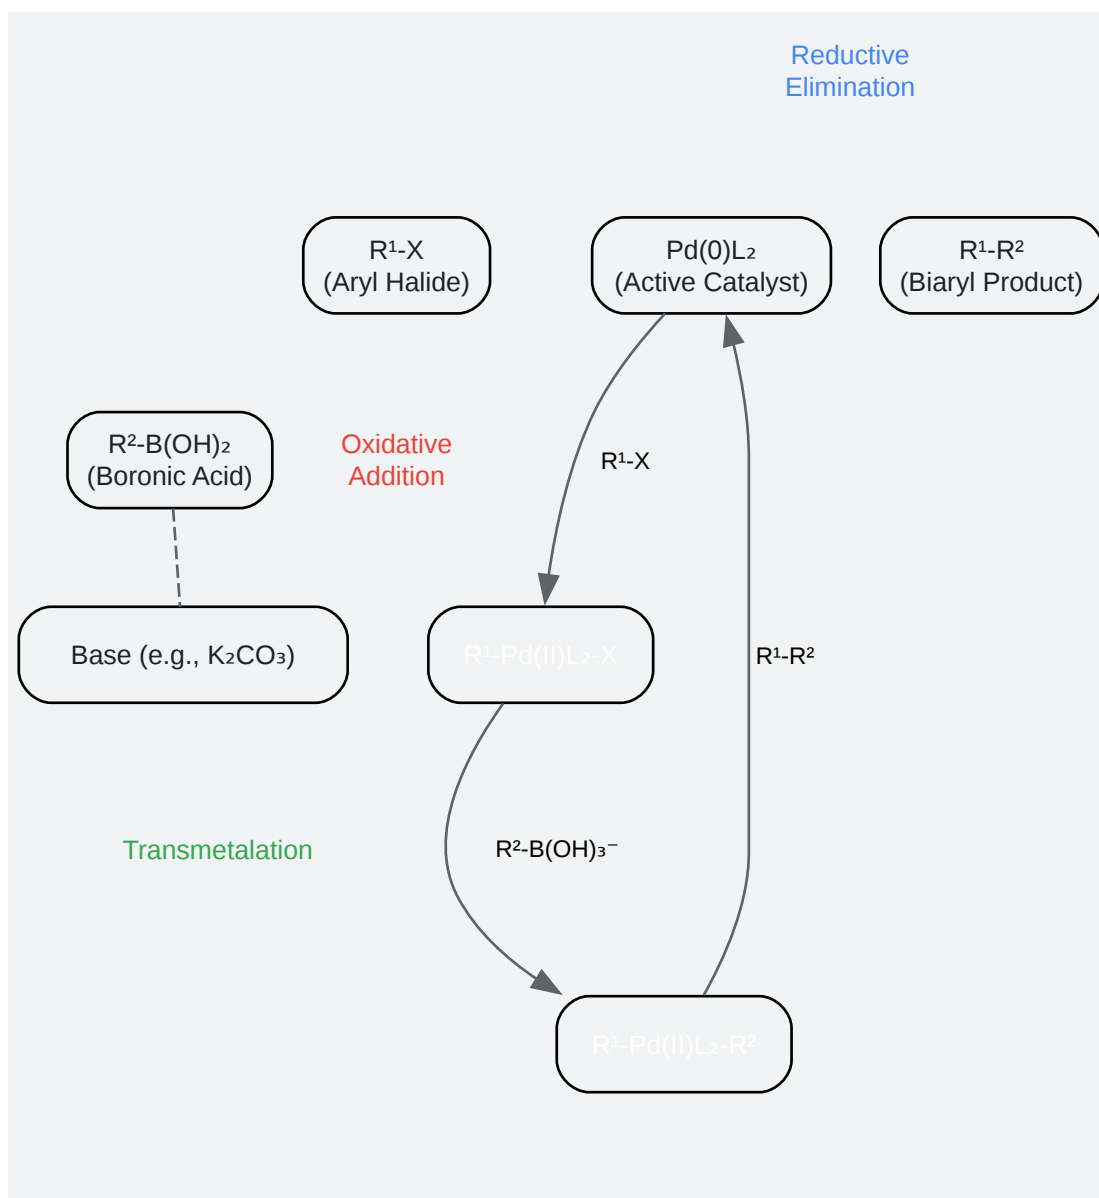 Reductive
Elimination
R¹-X
(Aryl Halide)
Pd(0)L₂
(Active Catalyst)
R¹-R²
(Biaryl Product)
R²-B(OH)₂
(Boronic Acid)
Oxidative
Addition
R¹-X
Base (e.g., K₂CO₃)
R¹-Pd(II)L₂-X
R¹-R²
Transmetalation
R²-B(OH)₃⁻
R¹-Pd(II)L₂-R²